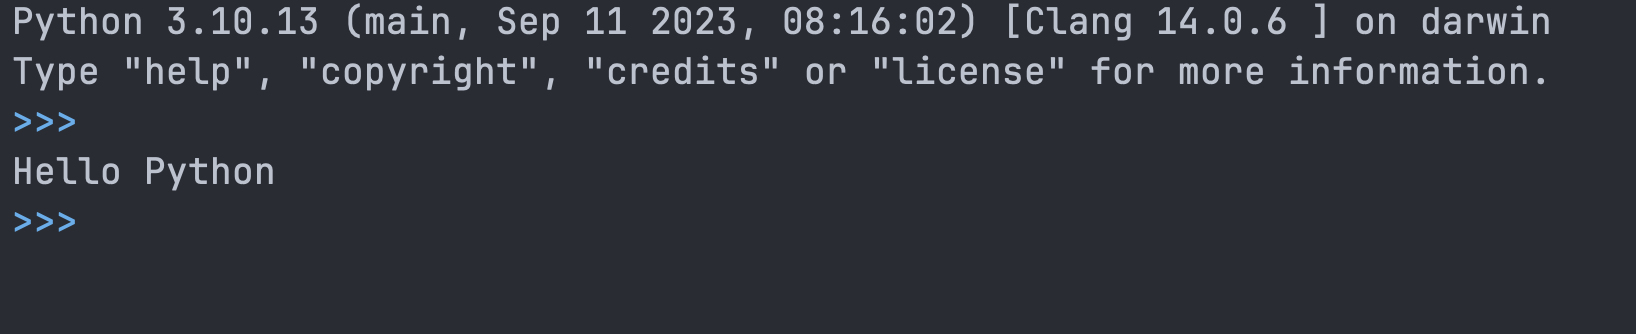 Python 3.10.13 (main, Sep 11 2023, 08:16:02) [Clang 14.0.6 ] on darwin
Type "help", "copyright", "credits" or "license" for more information.
>>>
Hello Python
>>>